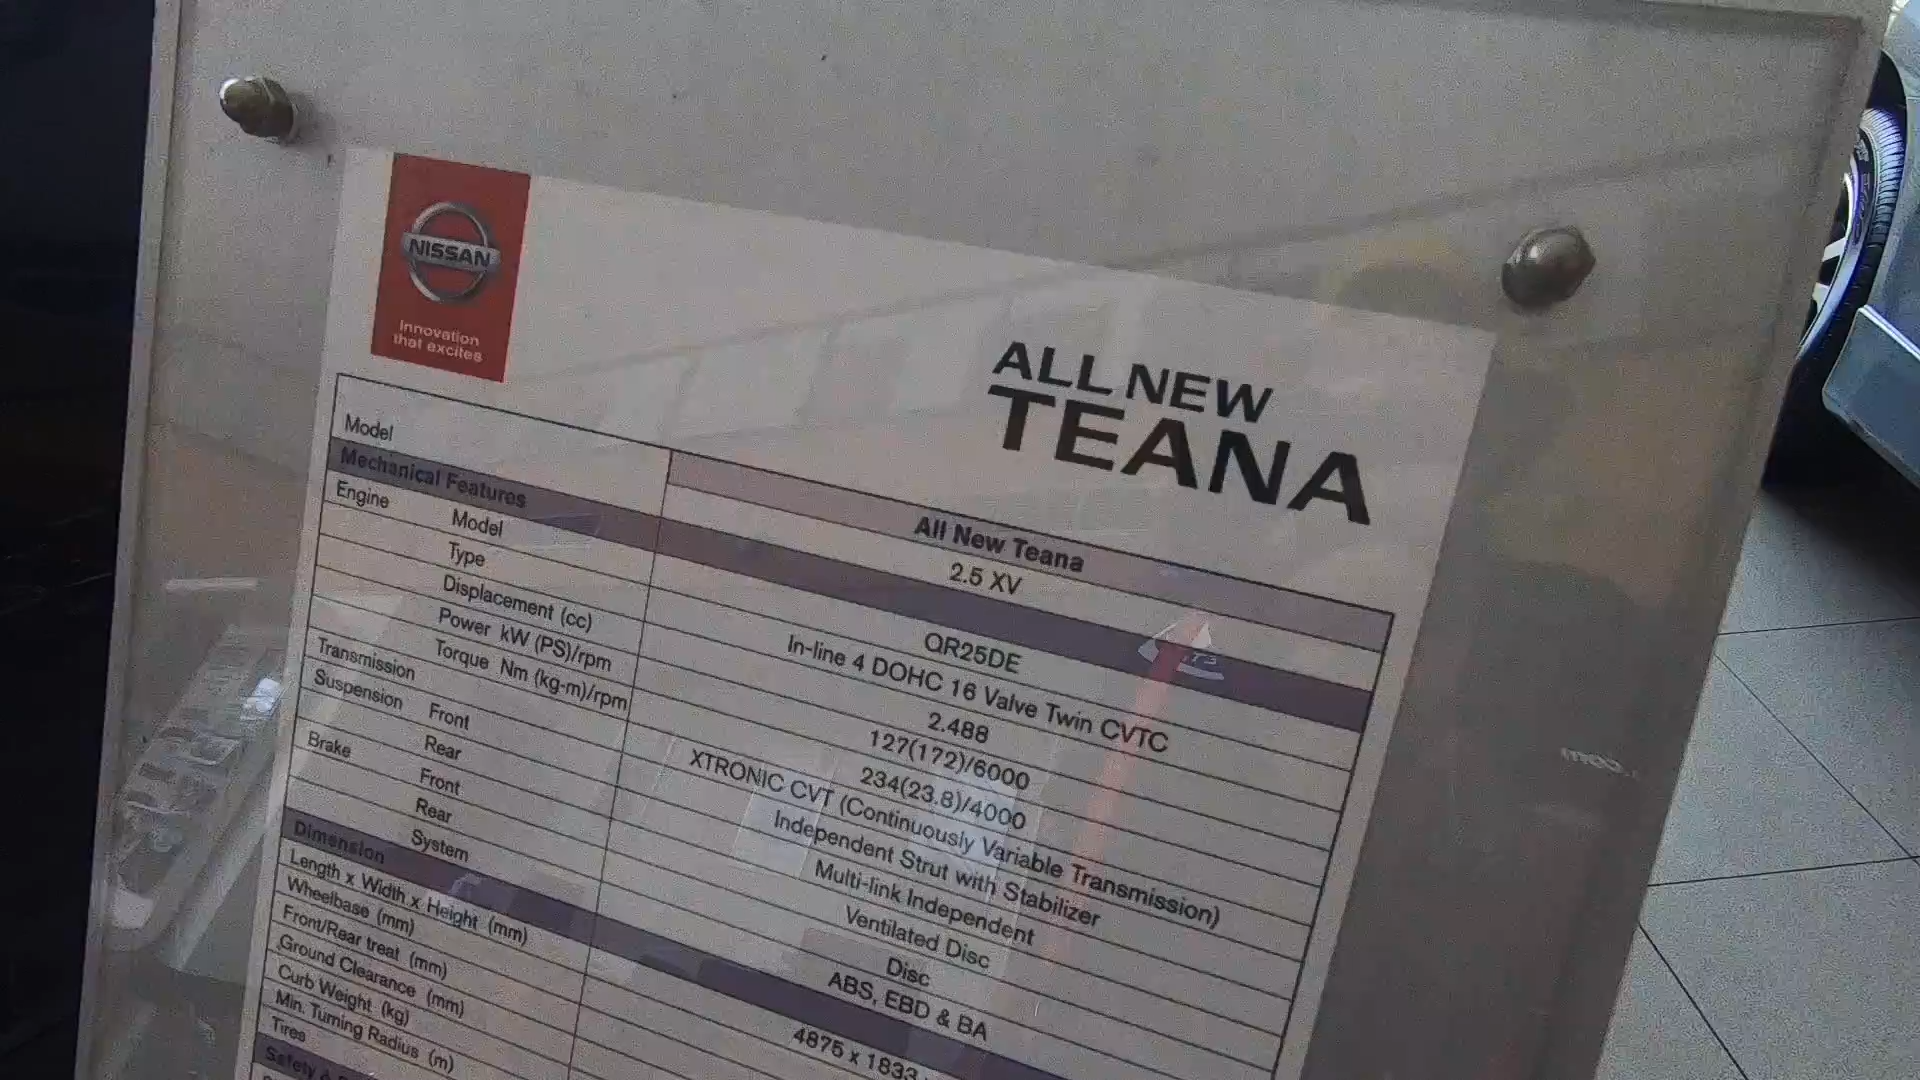 NISSAN
Innovation
that excites
ALL NEW
TEANA
Model
All New Teana
2.5 XV
Mechanical Features
Engine Model QR25DE
Type In-line 4 DOHC 16 Valve Twin CVTC
Displacement (cc) 2.488
Power kW (PS)/rpm 127(172)/6000
Torque Nm (kg-m)/rpm 234(23.8)/4000
Transmission XTRONIC CVT (Continuously Variable Transmission)
Suspension Front Independent Strut with Stabilizer
Rear Multi-link Independent
Brake Front Ventilated Disc
Rear Disc
System ABS, EBD & BA
Dimension
Length x Width x Height (mm) 4875 x 1833
Wheelbase (mm)
Front/Rear treat (mm)
Ground Clearance (mm)
Curb Weight (kg)
Min. Turning Radius (m)
Tires
Safety &